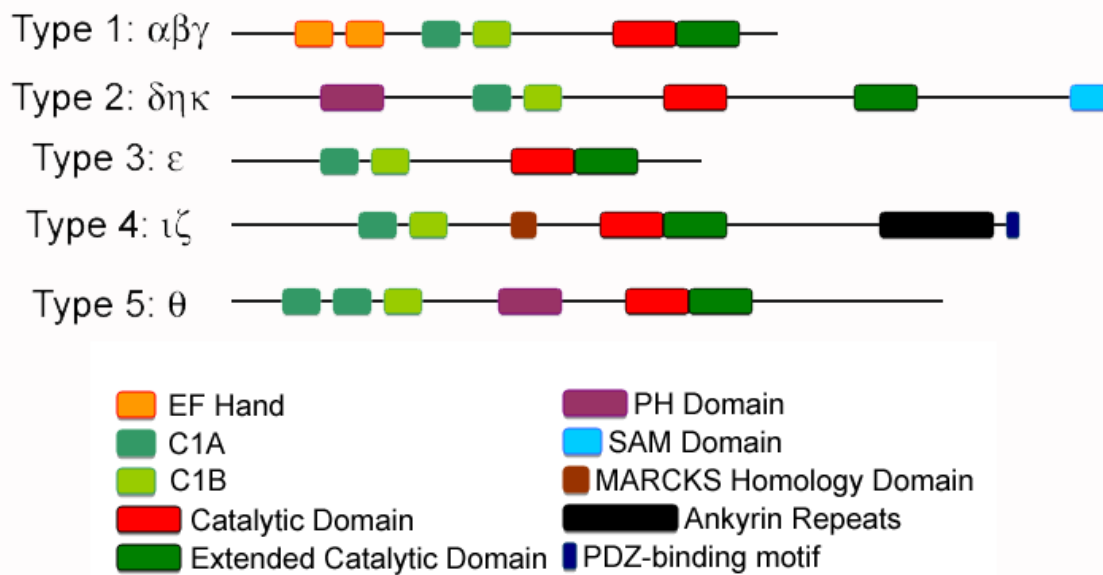 Type 1: αβγ
Type 2: δηκ
Type 3: ε
Type 4: ιζ
Type 5: θ
EF Hand
C1A
C1B
Catalytic Domain
Extended Catalytic Domain
PH Domain
SAM Domain
MARCKS Homology Domain
Ankyrin Repeats
PDZ-binding motif